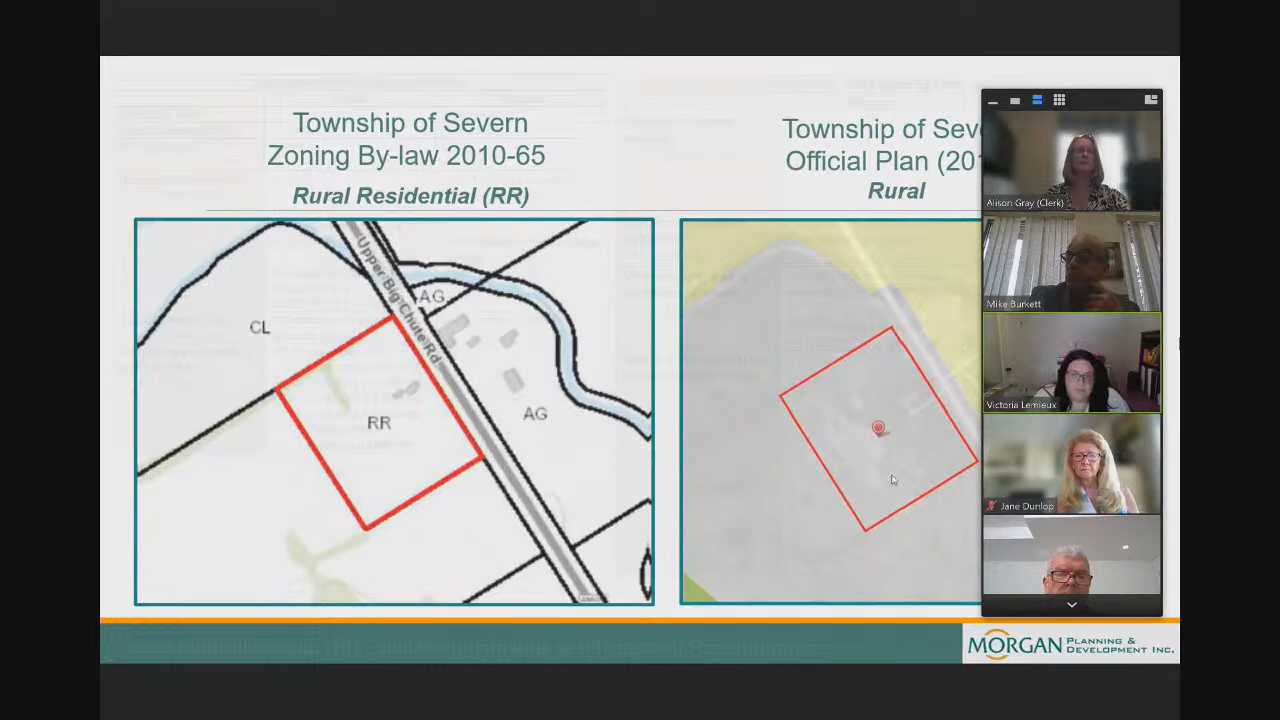 Township of Severn
Zoning By-law 2010-65
Rural Residential (RR)
Township of Sev
Official Plan (201
Rural
Upper Big Chute Rd
AG
CL
RR
AG
Alison Gray (Clerk)
Mike Burkett
Victoria Lemieux
Jane Dunlop
MORGAN PLANNING &
DEVELOPMENT INC.